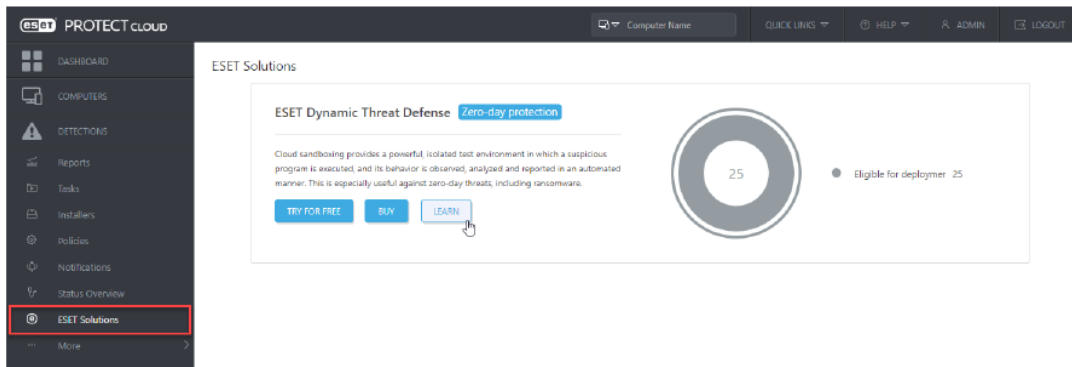 eset PROTECT CLOUD
Computer Name
QUICK LINKS
HELP
ADMIN
LOGOUT
DASHBOARD
COMPUTERS
DETECTIONS
Reports
Tasks
Installers
Policies
Notifications
Status Overview
ESET Solutions
More
ESET Solutions
ESET Dynamic Threat Defense Zero-day protection
Cloud sandboxing provides a powerful, isolated test environment in which a suspicious
program is executed, and its behavior is observed, analyzed and reported in an automated
manner. This is especially useful against zero-day threats, including ransomware.
TRY FOR FREE BUY LEARN
25
Eligible for deploymer 25